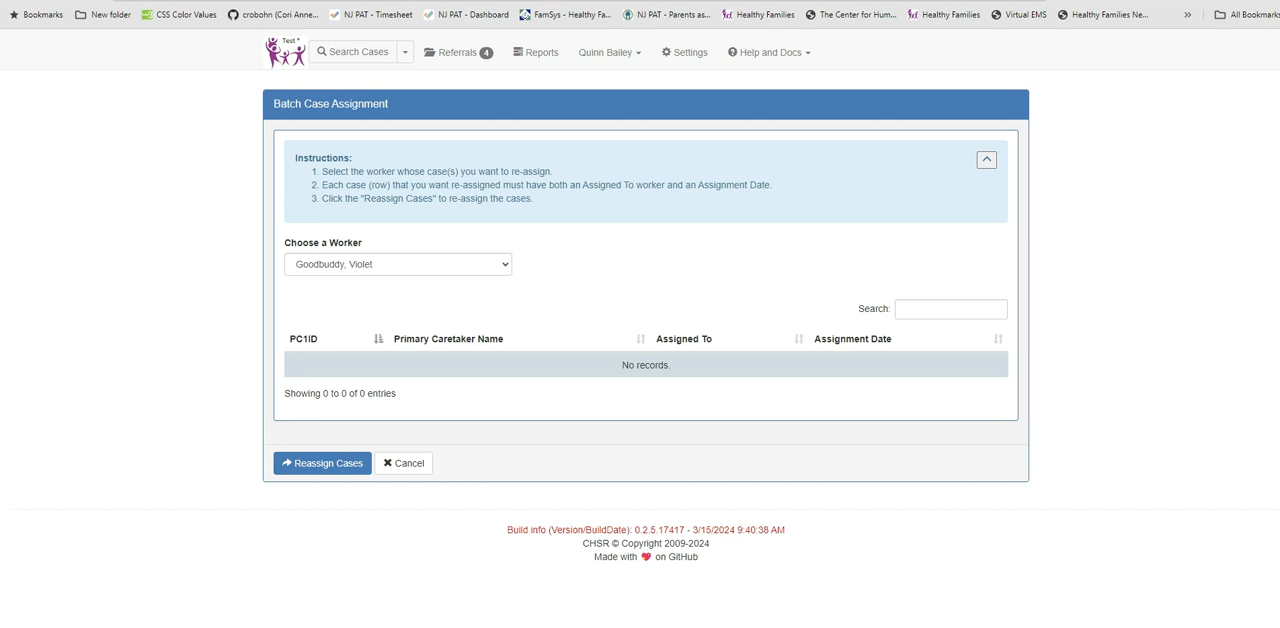 Bookmarks New folder CSS Color Values crobohn (Cori Anne... NJ PAT - Timesheet NJ PAT - Dashboard FamSys - Healthy Fa... NJ PAT - Parents as... Healthy Families The Center for Hum... Healthy Families Virtual EMS Healthy Families Ne... » All Bookmarks
Test * Search Cases Referrals 4 Reports Quinn Bailey Settings Help and Docs
Batch Case Assignment
Instructions:
1. Select the worker whose case(s) you want to re-assign.
2. Each case (row) that you want re-assigned must have both an Assigned To worker and an Assignment Date.
3. Click the "Reassign Cases" to re-assign the cases.
Choose a Worker
Goodbuddy, Violet
Search:
PC1ID Primary Caretaker Name Assigned To Assignment Date
No records.
Showing 0 to 0 of 0 entries
Reassign Cases Cancel
Build info (Version/BuildDate): 0.2.5.17417 - 3/15/2024 9:40:38 AM
CHSR © Copyright 2009-2024
Made with ❤ on GitHub